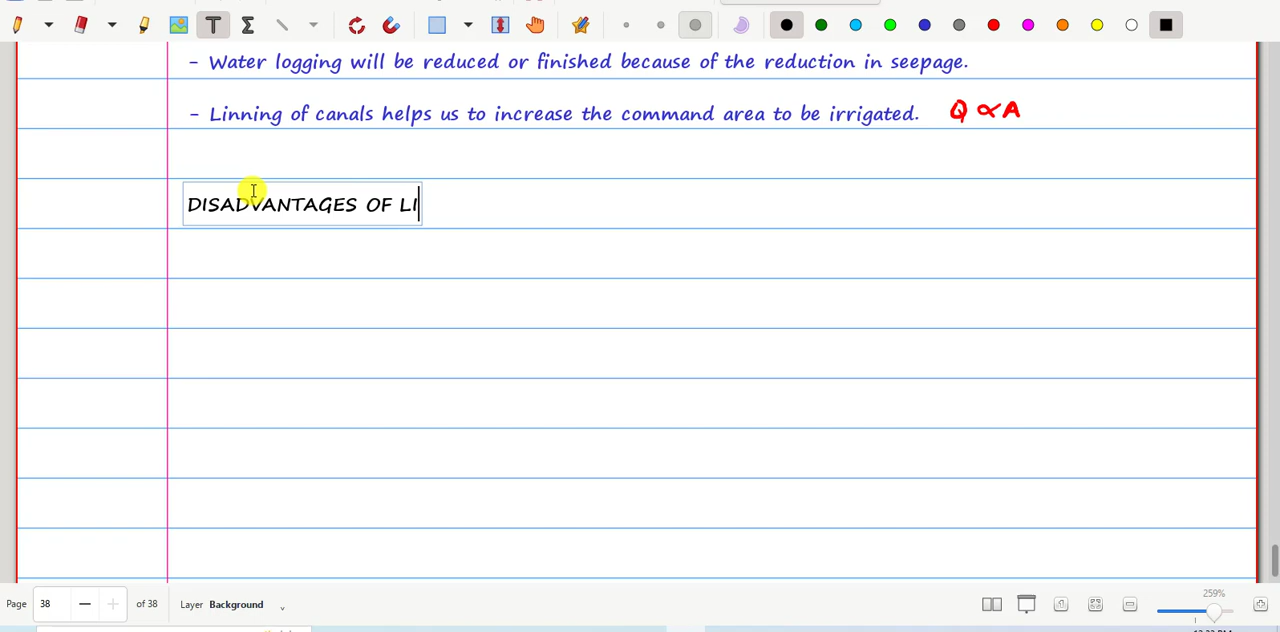 - Water logging will be reduced or finished because of the reduction in seepage.
- Linning of canals helps us to increase the command area to be irrigated. Q ∝ A
DISADVANTAGES OF LI
Page 38 of 38 Layer Background 259%